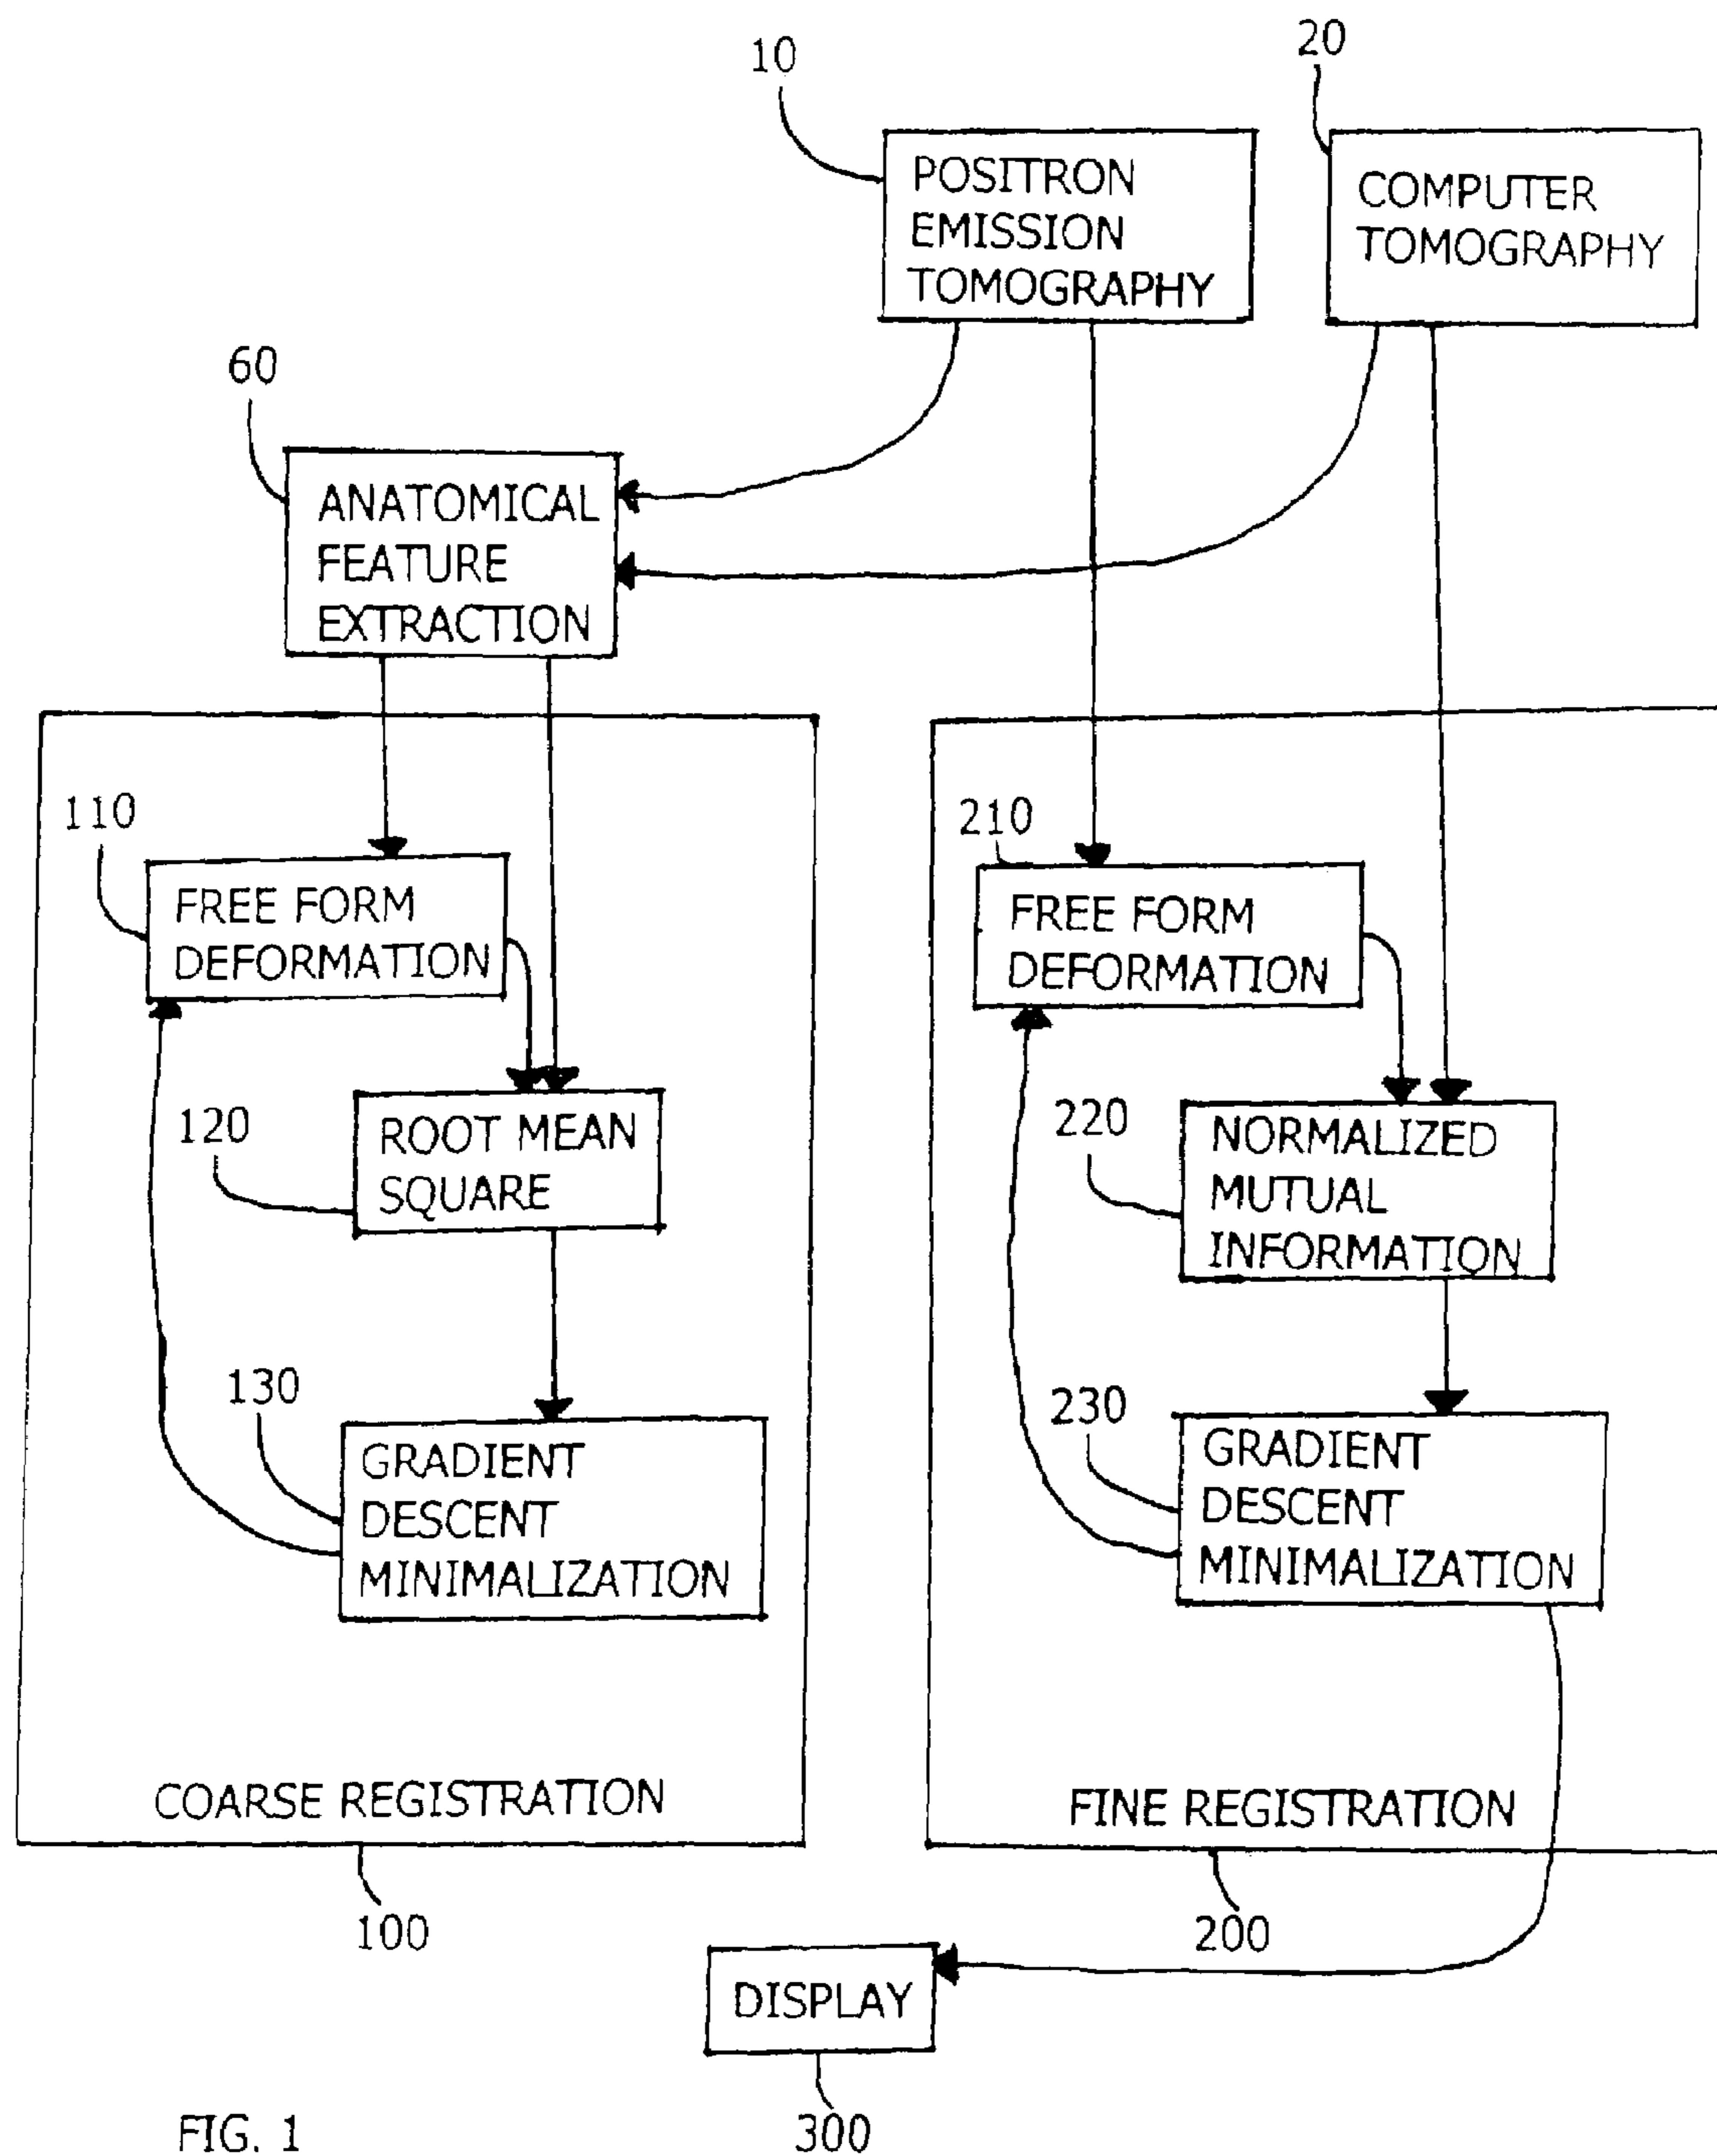 10
20
POSITRON
EMISSION
TOMOGRAPHY
COMPUTER
TOMOGRAPHY
60
ANATOMICAL
FEATURE
EXTRACTION
110
FREE FORM
DEFORMATION
210
FREE FORM
DEFORMATION
120
ROOT MEAN
SQUARE
220
NORMALIZED
MUTUAL
INFORMATION
130
GRADIENT
DESCENT
MINIMALIZATION
230
GRADIENT
DESCENT
MINIMALIZATION
COARSE REGISTRATION
FINE REGISTRATION
100
200
DISPLAY
300
FIG. 1